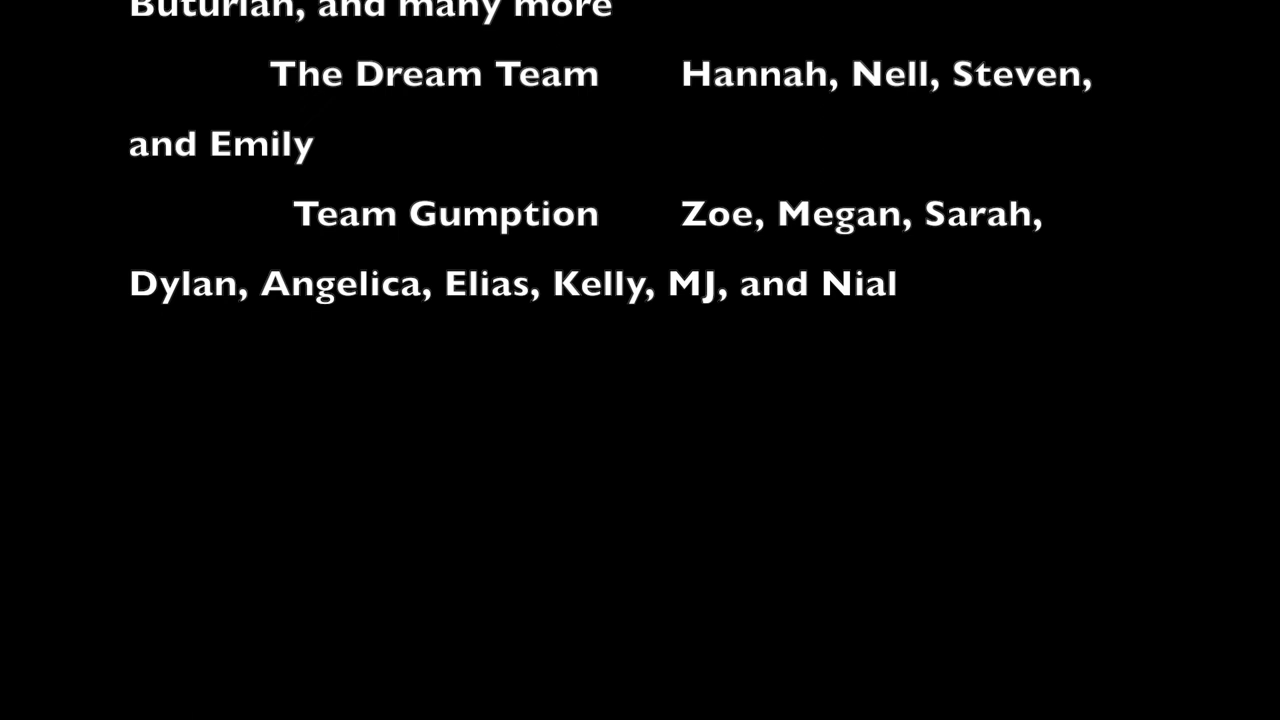 Buturian, and many more
The Dream Team Hannah, Nell, Steven,
and Emily
Team Gumption Zoe, Megan, Sarah,
Dylan, Angelica, Elias, Kelly, MJ, and Nial